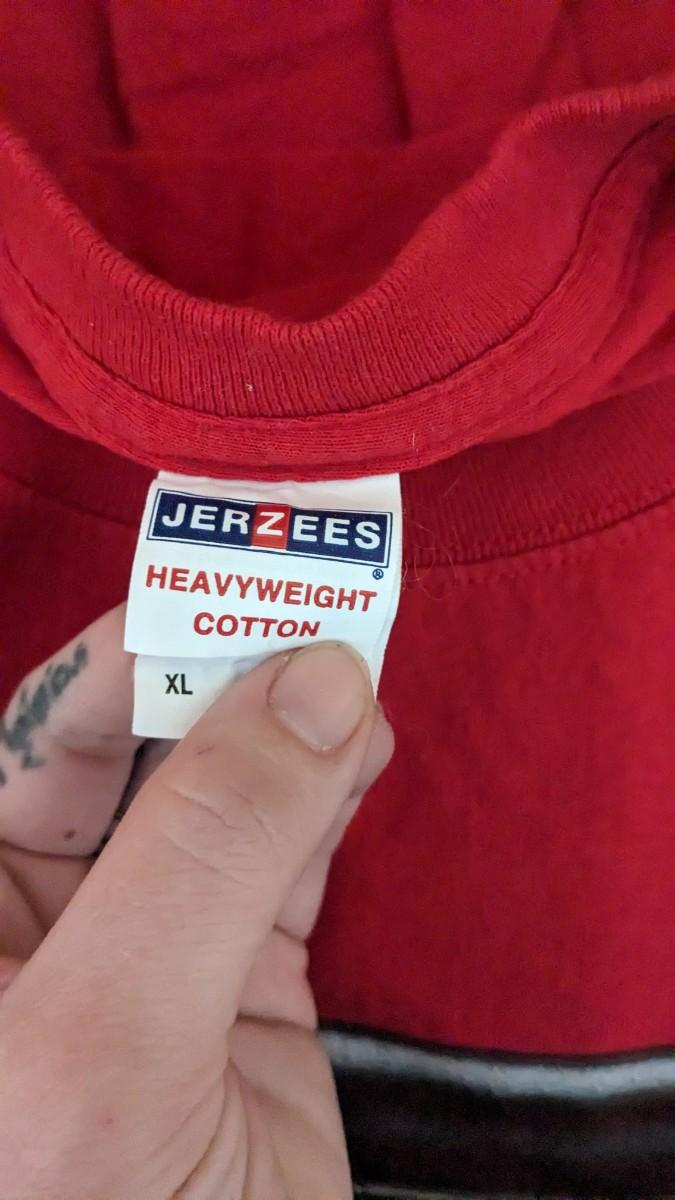 JERZEES
®
HEAVYWEIGHT
COTTON
XL